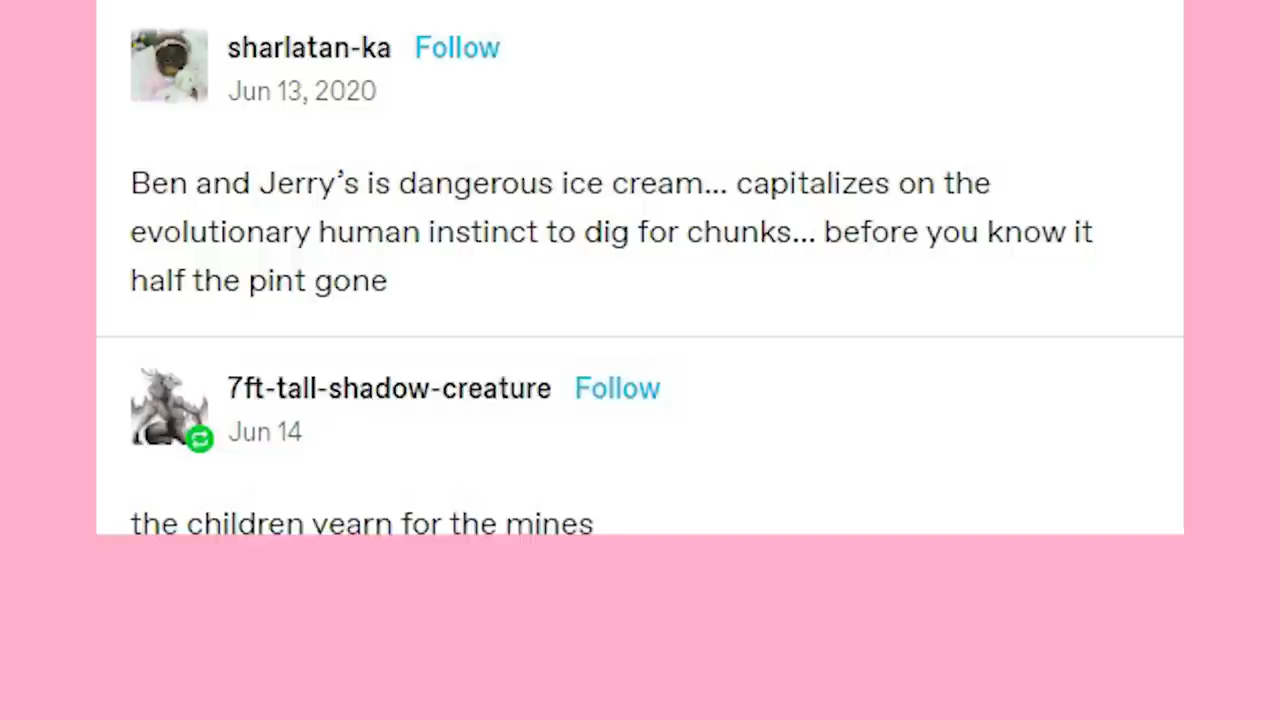 sharlatan-ka Follow
Jun 13, 2020
Ben and Jerry’s is dangerous ice cream... capitalizes on the
evolutionary human instinct to dig for chunks... before you know it
half the pint gone
7ft-tall-shadow-creature Follow
Jun 14
the children yearn for the mines